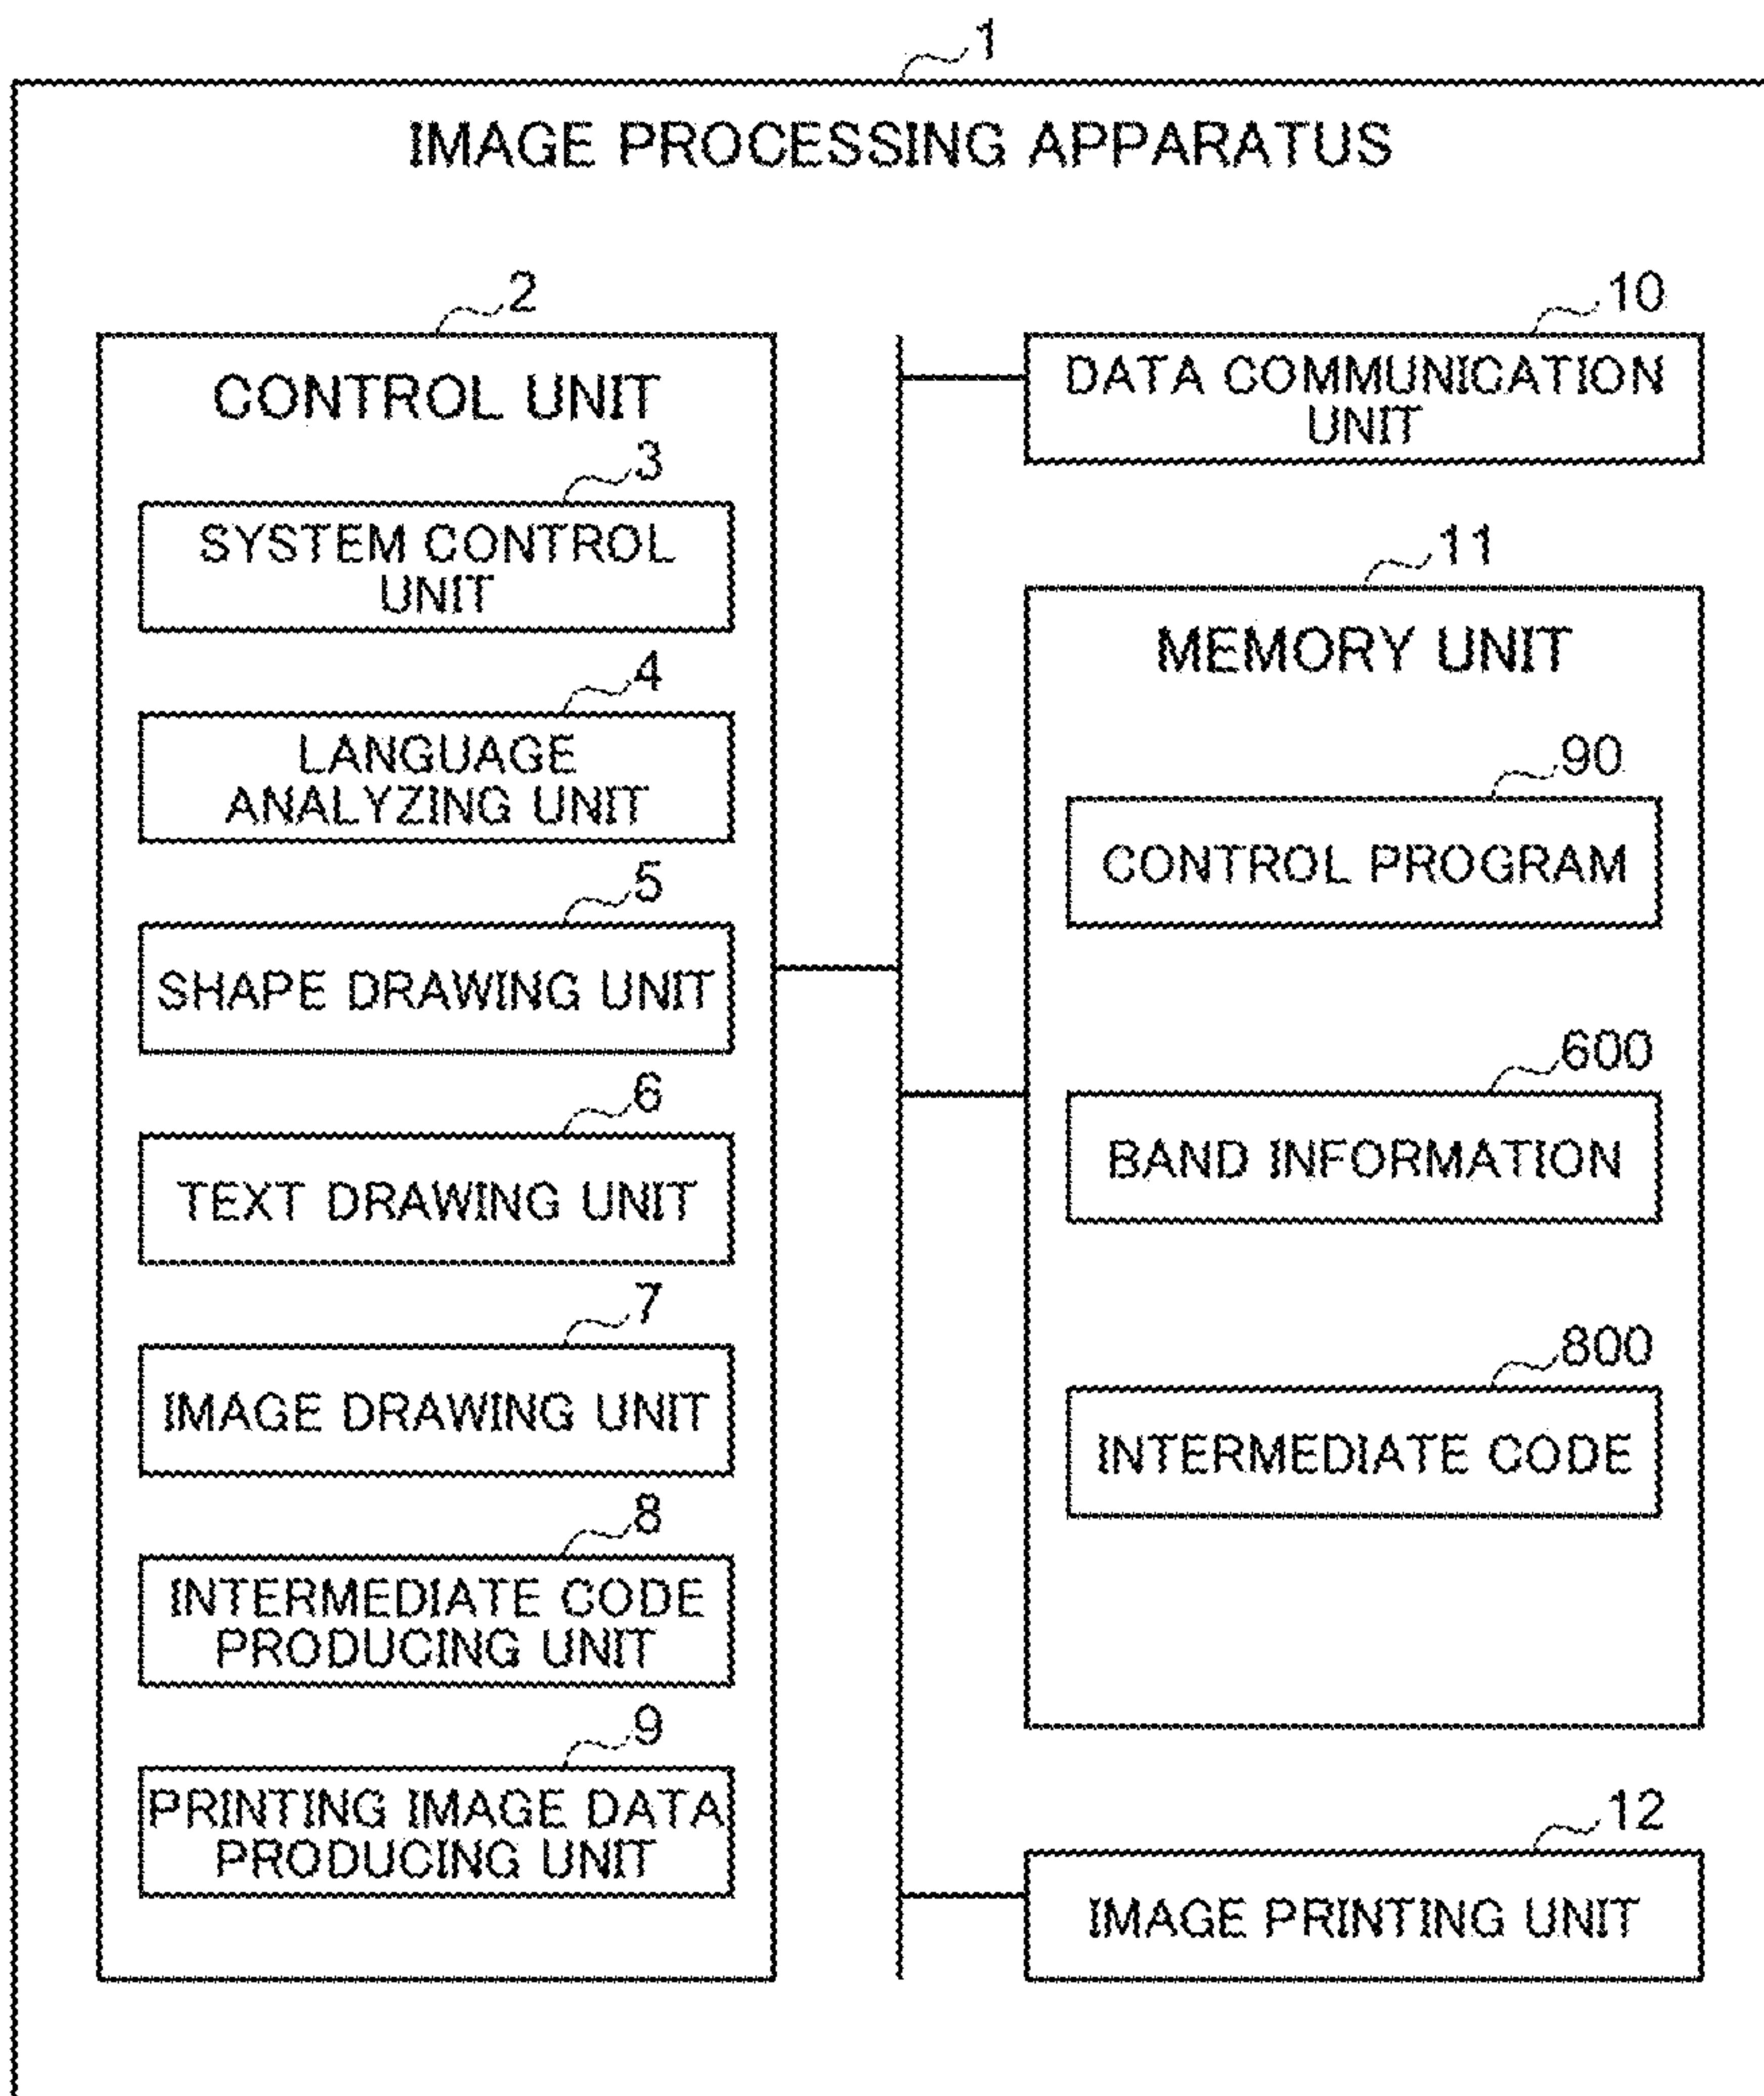 1
IMAGE PROCESSING APPARATUS
2
CONTROL UNIT
3
SYSTEM CONTROL
UNIT
4
LANGUAGE
ANALYZING UNIT
5
SHAPE DRAWING UNIT
6
TEXT DRAWING UNIT
7
IMAGE DRAWING UNIT
8
INTERMEDIATE CODE
PRODUCING UNIT
9
PRINTING IMAGE DATA
PRODUCING UNIT
10
DATA COMMUNICATION
UNIT
11
MEMORY UNIT
90
CONTROL PROGRAM
600
BAND INFORMATION
800
INTERMEDIATE CODE
12
IMAGE PRINTING UNIT